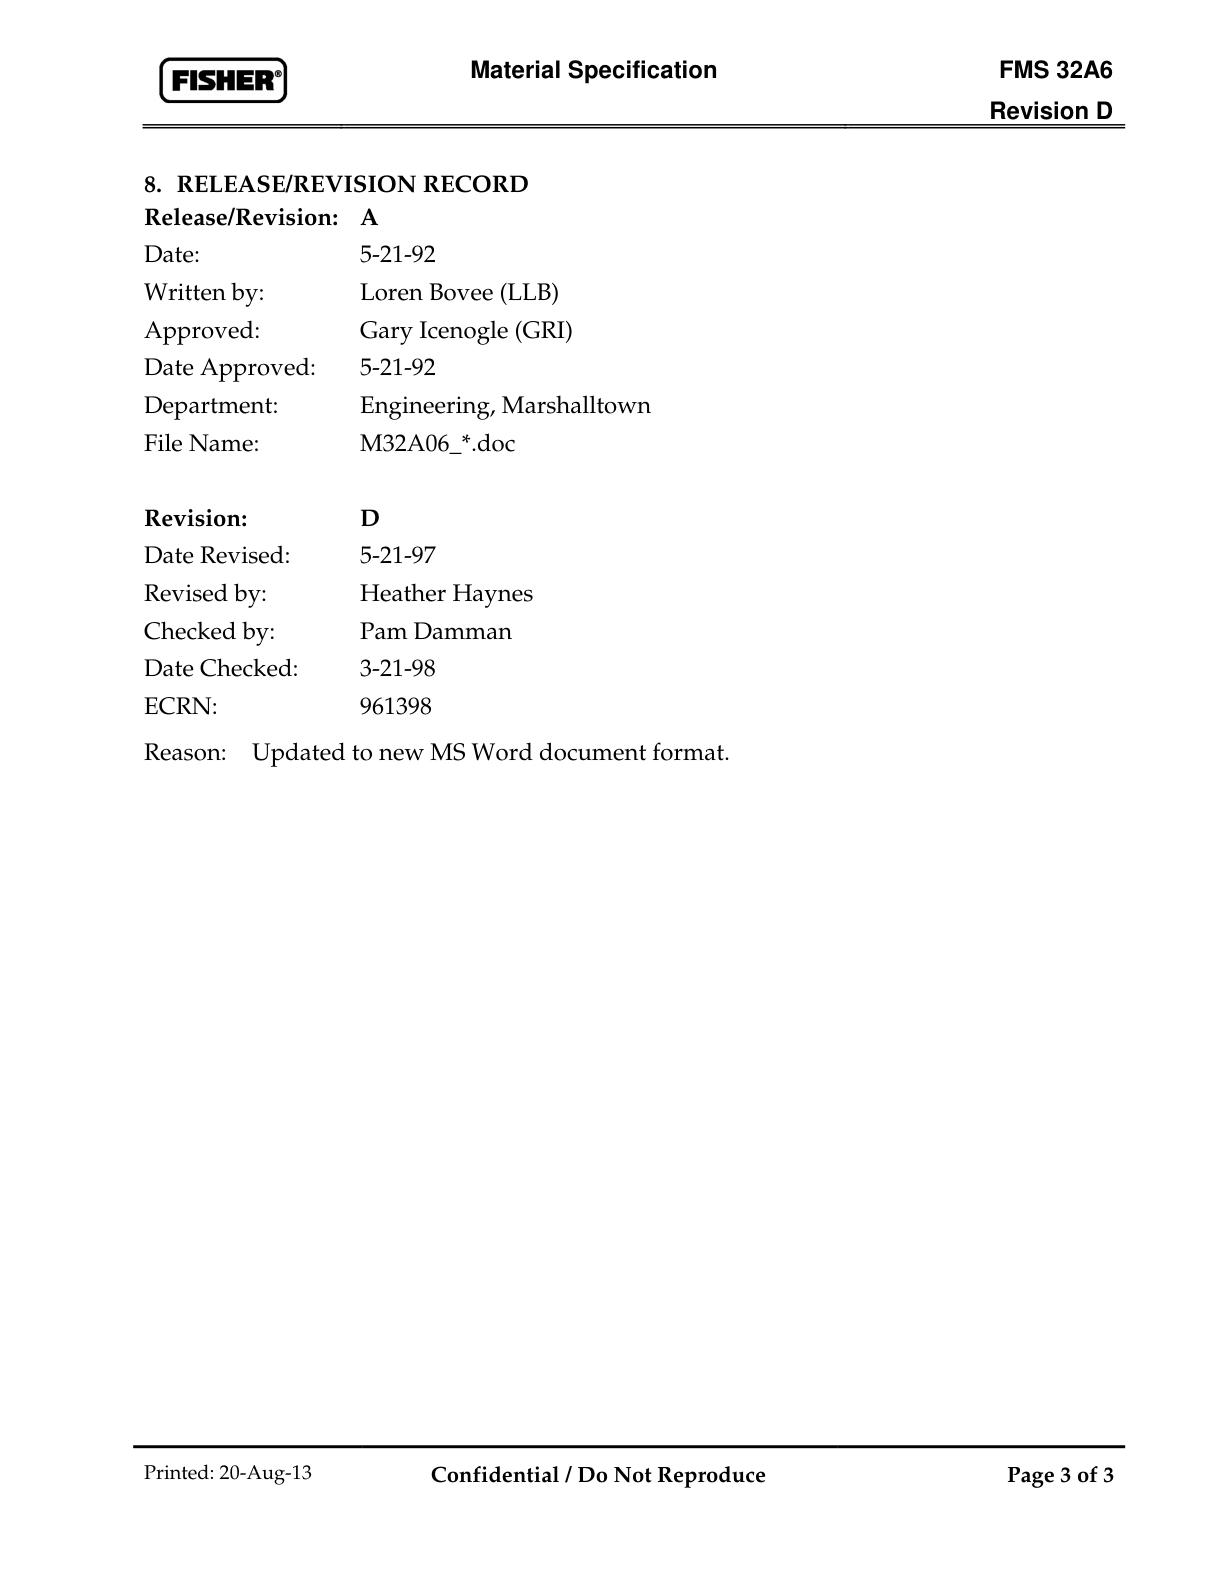 FISHER®
Material Specification
FMS 32A6
Revision D
8. RELEASE/REVISION RECORD
Release/Revision: A
Date: 5-21-92
Written by: Loren Bovee (LLB)
Approved: Gary Icenogle (GRI)
Date Approved: 5-21-92
Department: Engineering, Marshalltown
File Name: M32A06_*.doc
Revision: D
Date Revised: 5-21-97
Revised by: Heather Haynes
Checked by: Pam Damman
Date Checked: 3-21-98
ECRN: 961398
Reason: Updated to new MS Word document format.
Printed: 20-Aug-13 Confidential / Do Not Reproduce Page 3 of 3